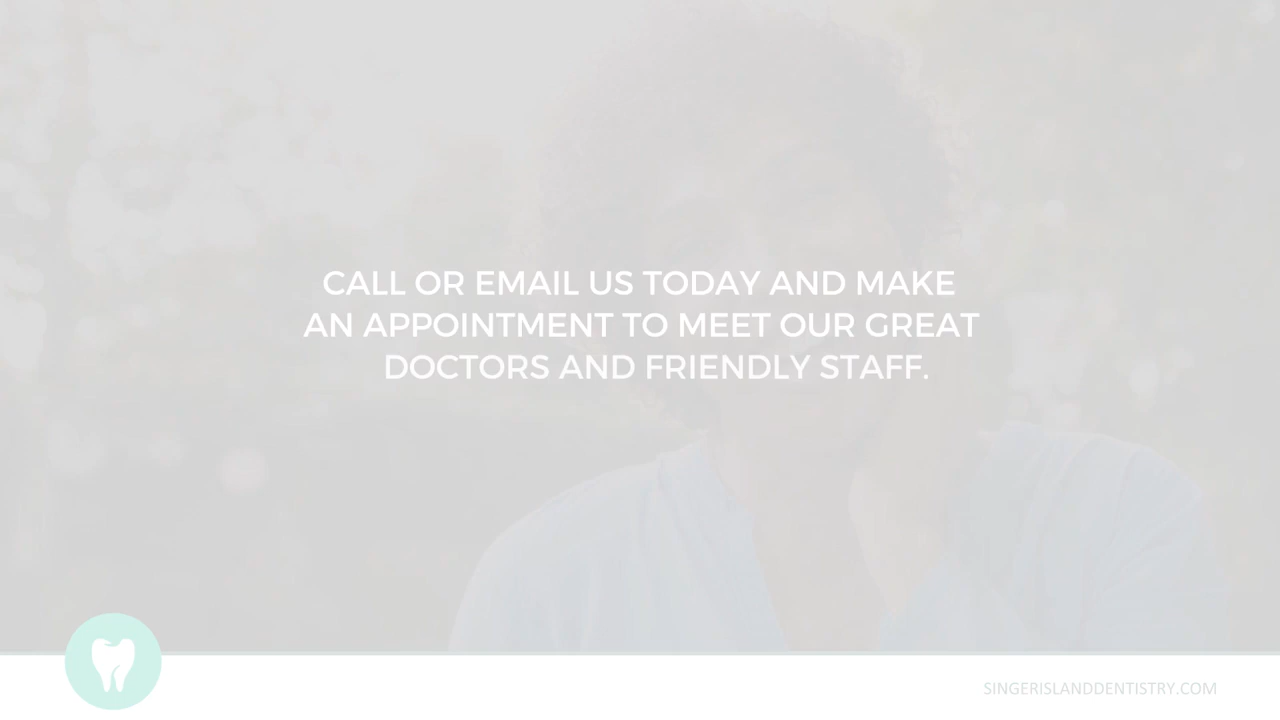 CALL OR EMAIL US TODAY AND MAKE
AN APPOINTMENT TO MEET OUR GREAT
DOCTORS AND FRIENDLY STAFF.
SINGERISLANDDENTISTRY.COM